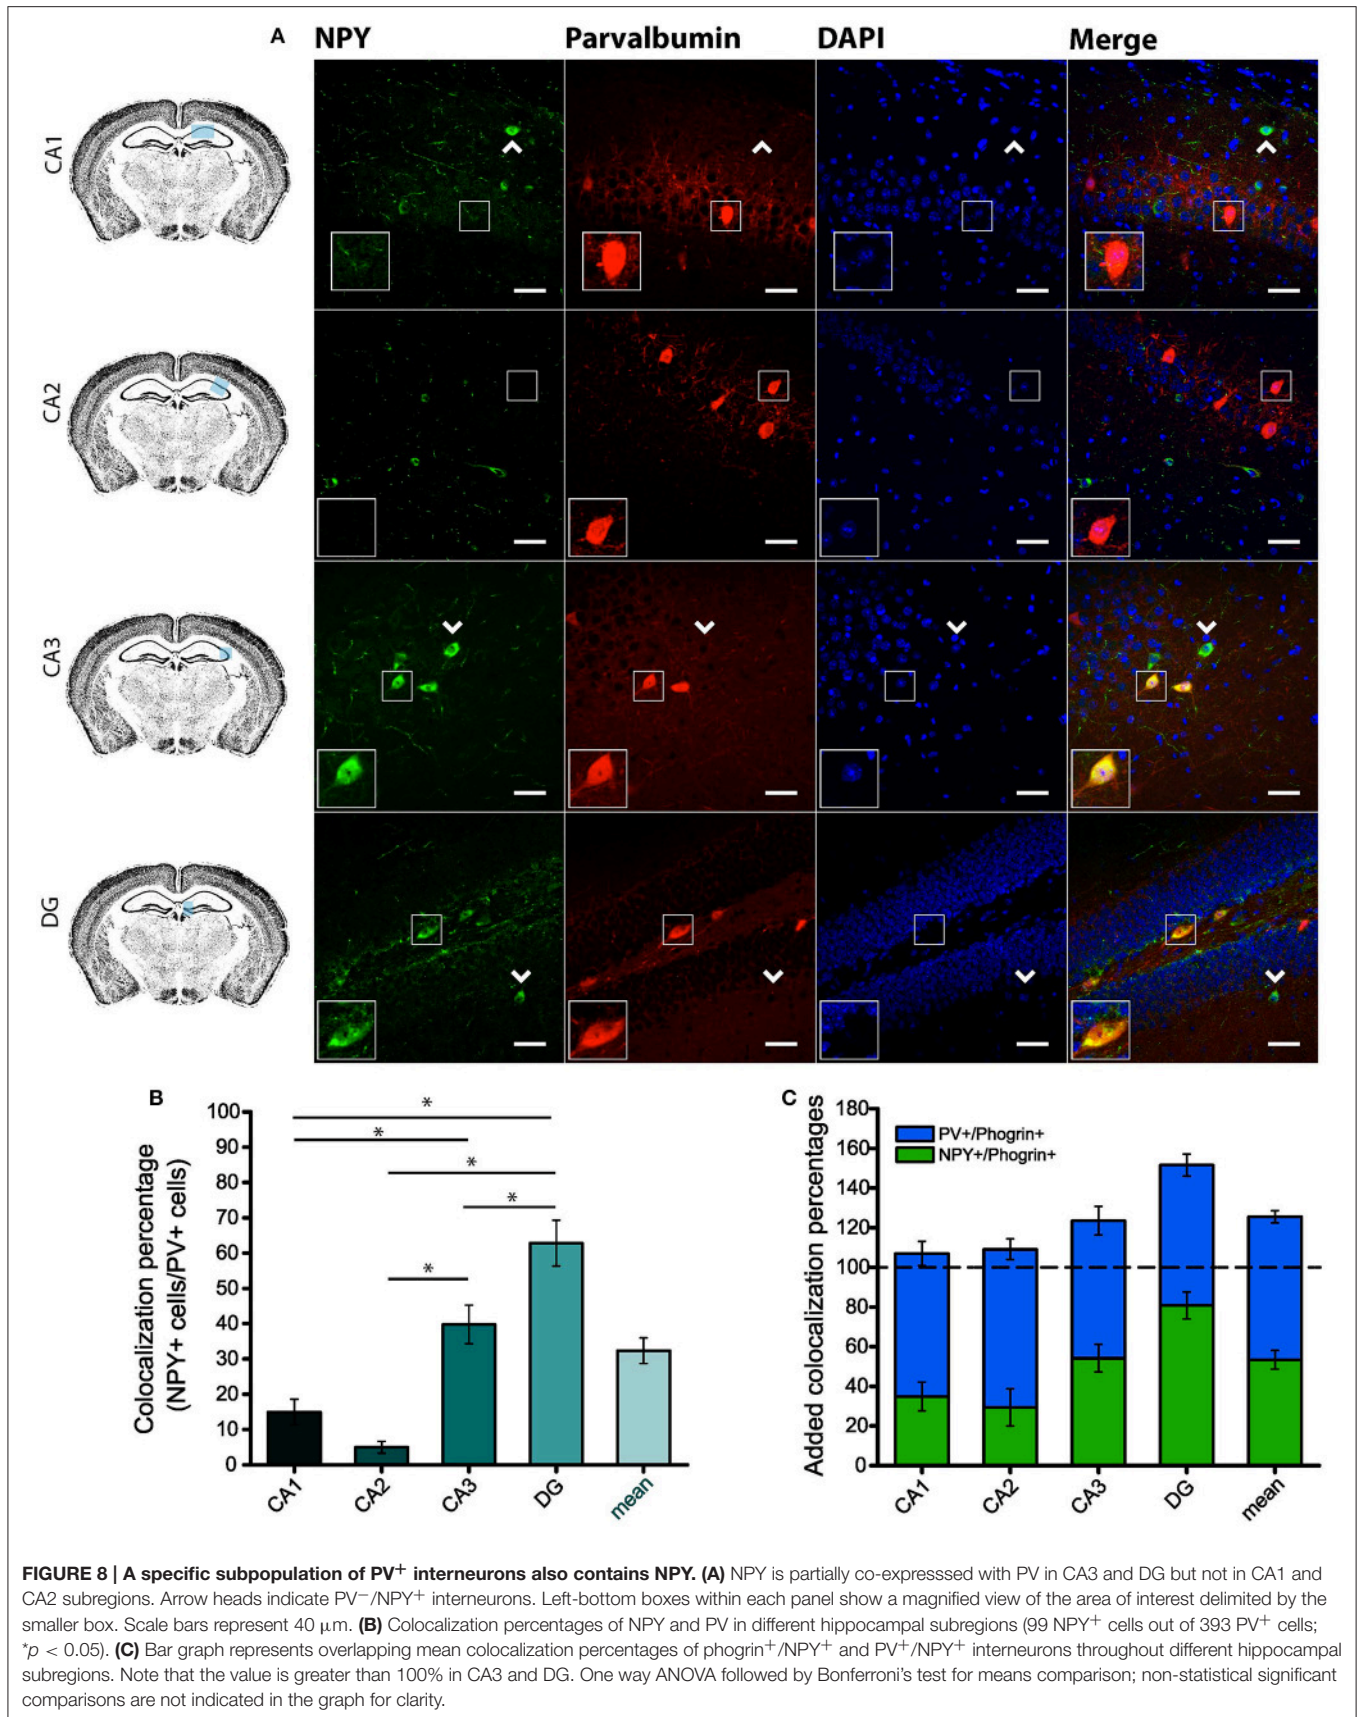 A
NPY
Parvalbumin
DAPI
Merge
CA1
CA2
CA3
DG
B
Colocalization percentage
(NPY+ cells/PV+ cells)
100
90
80
70
60
50
40
30
20
10
0
*
*
*
*
*
CA1
CA2
CA3
DG
mean
C
Added colocalization percentages
180
160
140
120
100
80
60
40
20
0
PV+/Phogrin+
NPY+/Phogrin+
CA1
CA2
CA3
DG
mean
FIGURE 8 | A specific subpopulation of PV+ interneurons also contains NPY. (A) NPY is partially co-expresssed with PV in CA3 and DG but not in CA1 and
CA2 subregions. Arrow heads indicate PV−/NPY+ interneurons. Left-bottom boxes within each panel show a magnified view of the area of interest delimited by the
smaller box. Scale bars represent 40 μm. (B) Colocalization percentages of NPY and PV in different hippocampal subregions (99 NPY+ cells out of 393 PV+ cells;
*p < 0.05). (C) Bar graph represents overlapping mean colocalization percentages of phogrin+/NPY+ and PV+/NPY+ interneurons throughout different hippocampal
subregions. Note that the value is greater than 100% in CA3 and DG. One way ANOVA followed by Bonferroni's test for means comparison; non-statistical significant
comparisons are not indicated in the graph for clarity.